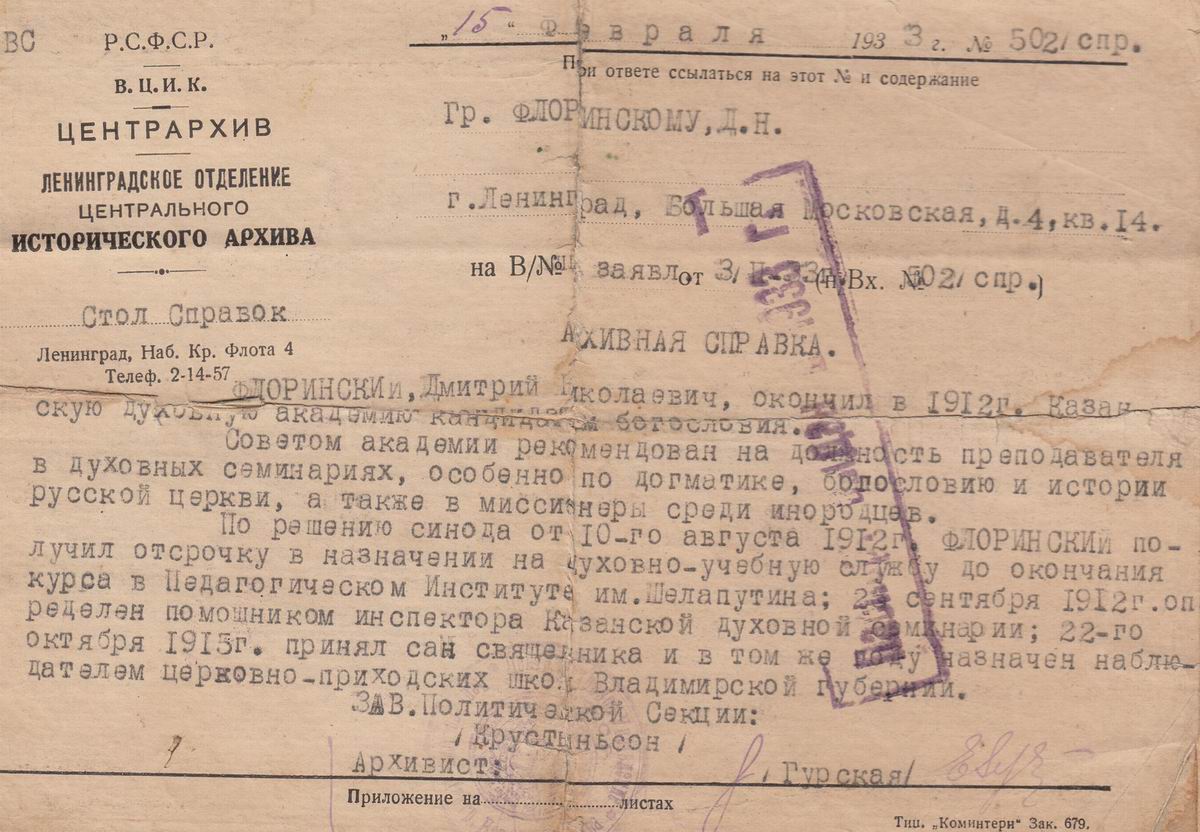 ВС
Р.С.Ф.С.Р.
В.Ц.И.К.
ЦЕНТРАРХИВ
ЛЕНИНГРАДСКОЕ ОТДЕЛЕНИЕ
ЦЕНТРАЛЬНОГО
ИСТОРИЧЕСКОГО АРХИВА
Стол Справок
Ленинград, Наб. Кр. Флота 4
Телеф. 2-14-57
„15“ Февраля 1933 г. № 502/спр.
При ответе ссылаться на этот № и содержание
Гр. ФЛОРИНСКОМУ, Д.Н.
г.Ленинград, Большая Московская, д.4, кв.14.
на В/№ заявл. от 3/П- (п. Вх. № 502/спр.)
АРХИВНАЯ СПРАВКА.
ФЛОРИНСКИЙ, Дмитрий Николаевич, окончил в 1912г. Казан
скую духовную академию кандидатом богословия.
Советом академии рекомендован на должность преподавателя
в духовных семинариях, особенно по догматике, богословию и истории
русской церкви, а также в миссионеры среди инородцев.
По решению синода от 10-го августа 1912г. ФЛОРИНСКИЙ по-
лучил отсрочку в назначении на духовно-учебную службу до окончания
курса в Педагогическом Институте им.Шелапутина; сентября 1912г.оп
ределен помощником инспектора Казанской духовной семинарии; 22-го
октября 1913г. принял сан священника и в том же году назначен наблю-
дателем церковно-приходских школ Владимирской губернии.
ЗАВ.Политической Секции:
/Крустыньсон/
Архивист: /Гурская/
Приложение на листах
Тип. „Коминтерн“ Зак. 679.